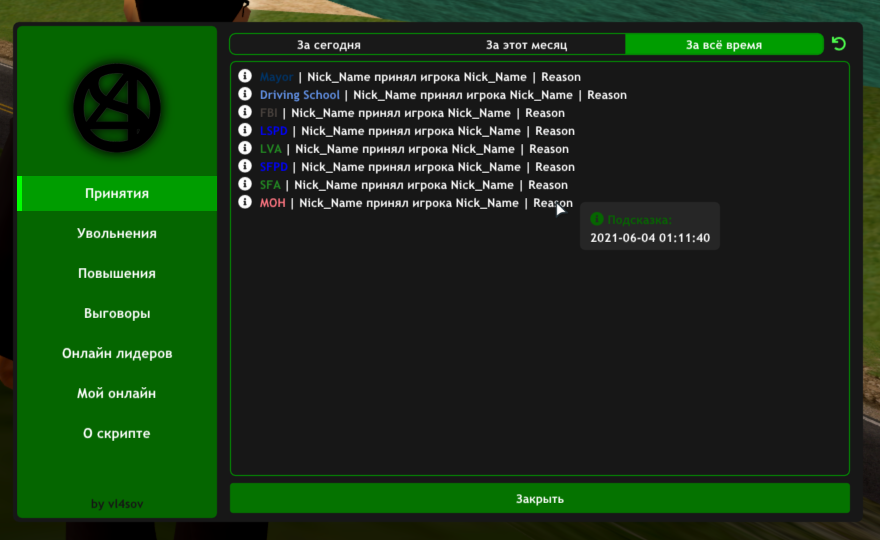 За сегодня
За этот месяц
За всё время
Mayor | Nick_Name принял игрока Nick_Name | Reason
Driving School | Nick_Name принял игрока Nick_Name | Reason
FBI | Nick_Name принял игрока Nick_Name | Reason
LSPD | Nick_Name принял игрока Nick_Name | Reason
LVA | Nick_Name принял игрока Nick_Name | Reason
SFPD | Nick_Name принял игрока Nick_Name | Reason
SFA | Nick_Name принял игрока Nick_Name | Reason
MOH | Nick_Name принял игрока Nick_Name | Reason
Подсказка:
2021-06-04 01:11:40
Принятия
Увольнения
Повышения
Выговоры
Онлайн лидеров
Мой онлайн
О скрипте
by vl4sov
Закрыть